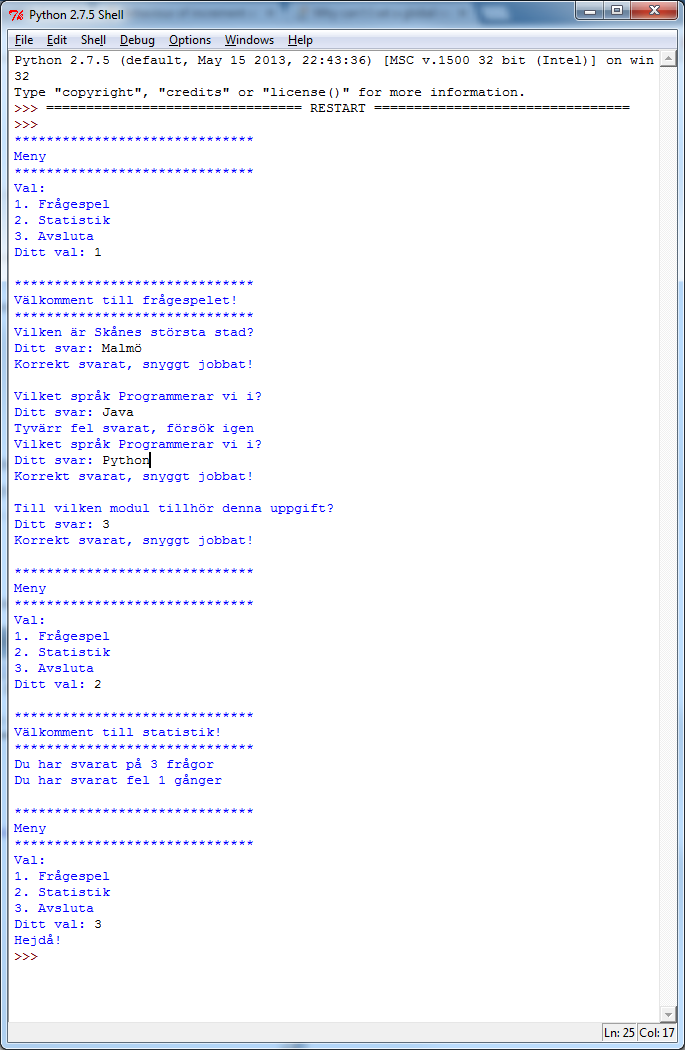 Python 2.7.5 Shell
File Edit Shell Debug Options Windows Help
Python 2.7.5 (default, May 15 2013, 22:43:36) [MSC v.1500 32 bit (Intel)] on win
32
Type "copyright", "credits" or "license()" for more information.
>>> ================================ RESTART ================================
>>>
******************************
Meny
******************************
Val:
1. Frågespel
2. Statistik
3. Avsluta
Ditt val: 1
******************************
Välkomment till frågespelet!
******************************
Vilken är Skånes största stad?
Ditt svar: Malmö
Korrekt svarat, snyggt jobbat!
Vilket språk Programmerar vi i?
Ditt svar: Java
Tyvärr fel svarat, försök igen
Vilket språk Programmerar vi i?
Ditt svar: Python
Korrekt svarat, snyggt jobbat!
Till vilken modul tillhör denna uppgift?
Ditt svar: 3
Korrekt svarat, snyggt jobbat!
******************************
Meny
******************************
Val:
1. Frågespel
2. Statistik
3. Avsluta
Ditt val: 2
******************************
Välkomment till statistik!
******************************
Du har svarat på 3 frågor
Du har svarat fel 1 gånger
******************************
Meny
******************************
Val:
1. Frågespel
2. Statistik
3. Avsluta
Ditt val: 3
Hejdå!
>>>
Ln: 25 Col: 17